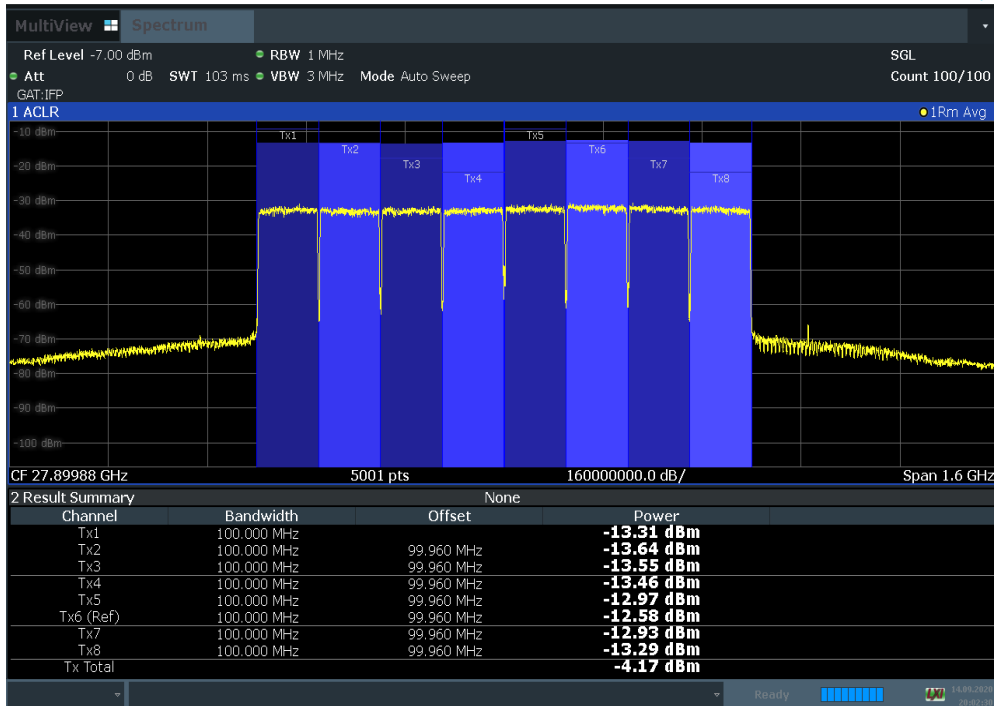 MultiView Spectrum
Ref Level -7.00 dBm RBW 1 MHz SGL
Att 0 dB SWT 103 ms VBW 3 MHz Mode Auto Sweep Count 100/100
GAT:IFP
1 ACLR 1Rm Avg
-10 dBm
Tx1 Tx5
Tx2 Tx6
Tx3 Tx7
-20 dBm
Tx4 Tx8
-30 dBm
-40 dBm
-50 dBm
-60 dBm
-70 dBm
-80 dBm
-90 dBm
-100 dBm
CF 27.89988 GHz 5001 pts 160000000.0 dB/ Span 1.6 GHz
2 Result Summary None
Channel Bandwidth Offset Power
Tx1 100.000 MHz -13.31 dBm
Tx2 100.000 MHz 99.960 MHz -13.64 dBm
Tx3 100.000 MHz 99.960 MHz -13.55 dBm
Tx4 100.000 MHz 99.960 MHz -13.46 dBm
Tx5 100.000 MHz 99.960 MHz -12.97 dBm
Tx6 (Ref) 100.000 MHz 99.960 MHz -12.58 dBm
Tx7 100.000 MHz 99.960 MHz -12.93 dBm
Tx8 100.000 MHz 99.960 MHz -13.29 dBm
Tx Total -4.17 dBm
Ready LXI 14.09.2020
20:02:30